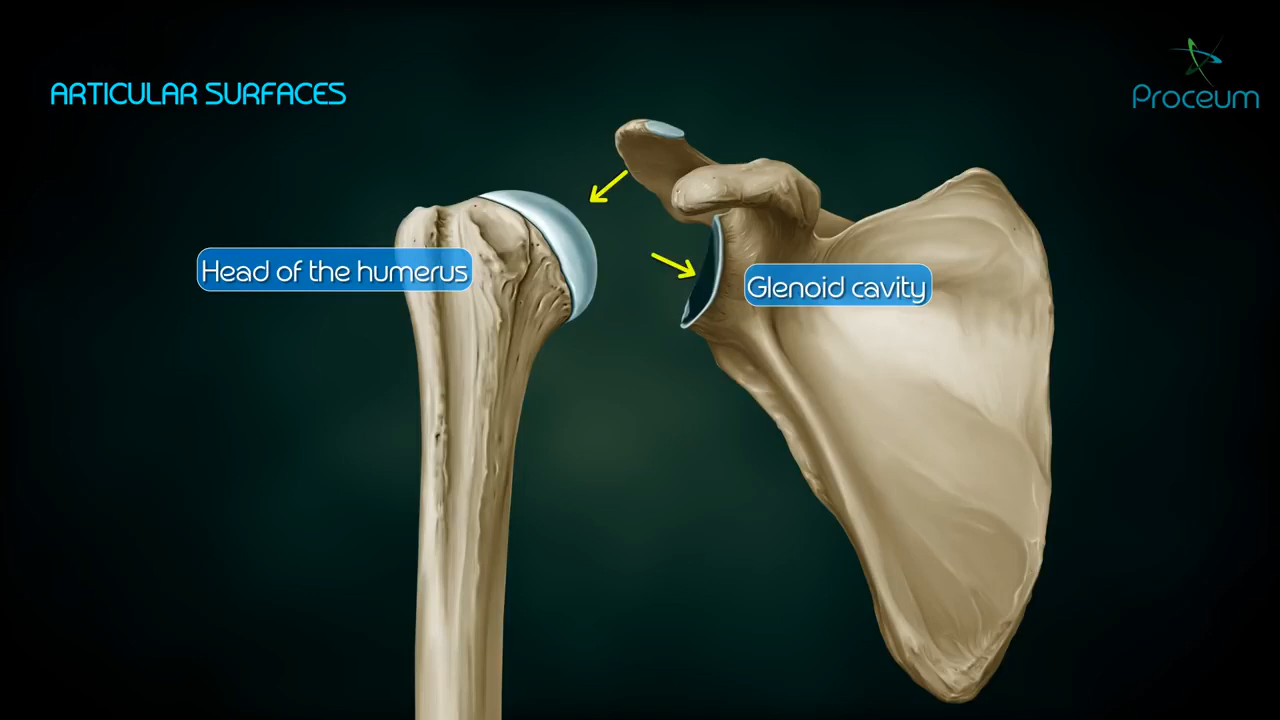 ARTICULAR SURFACES
Proceum
Head of the humerus
Glenoid cavity